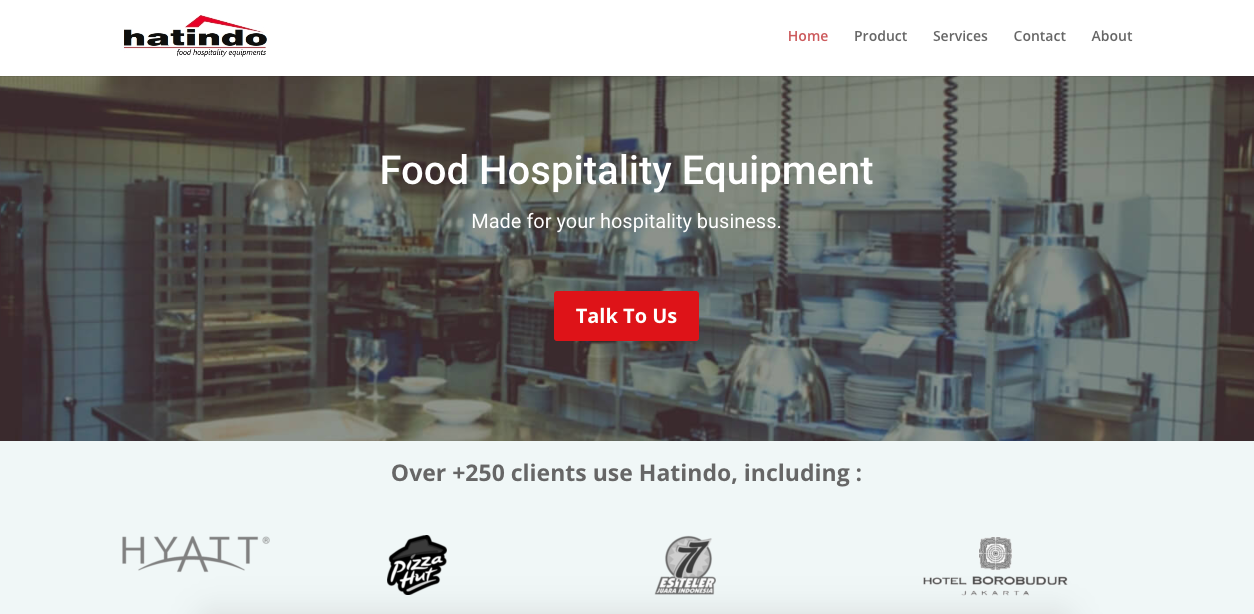 hatindo
food hospitality equipments
Home Product Services Contact About
Food Hospitality Equipment
Made for your hospitality business.
Talk To Us
Over +250 clients use Hatindo, including :
HYATT®
Pizza
Hut
77
ESTELER
JUARA INDONESIA
HOTEL BOROBUDUR
JAKARTA